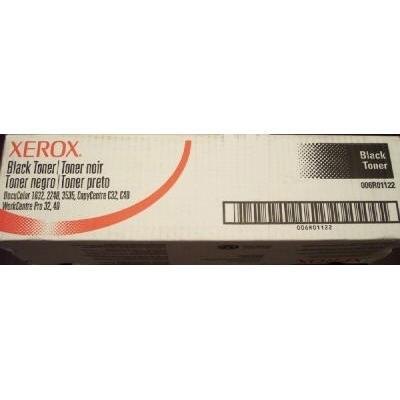 XEROX.
Black Toner/Toner noir
Toner negro/Toner preto
DocuColor 1632, 2240, 3535, CopyCentre C32, C40
WorkCentre Pro 32, 40
Black
Toner
006R01122
006R01122